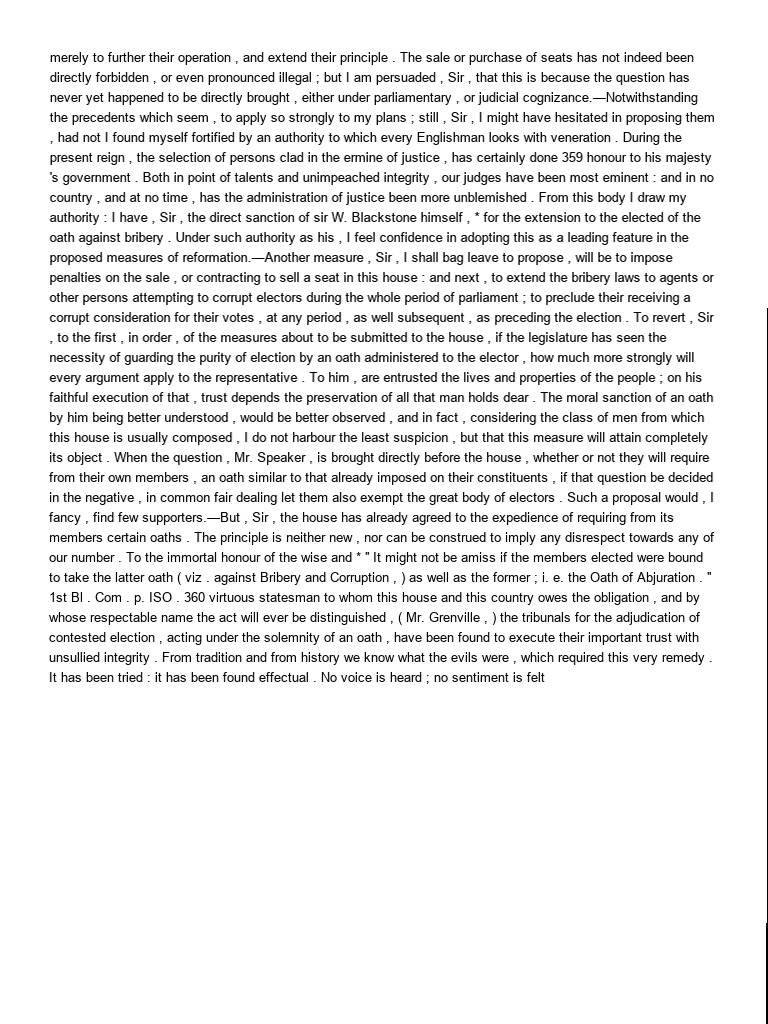 merely to further their operation , and extend their principle . The sale or purchase of seats has not indeed been
directly forbidden , or even pronounced illegal ; but I am persuaded , Sir , that this is because the question has
never yet happened to be directly brought , either under parliamentary , or judicial cognizance.—Notwithstanding
the precedents which seem , to apply so strongly to my plans ; still , Sir , I might have hesitated in proposing them
, had not I found myself fortified by an authority to which every Englishman looks with veneration . During the
present reign , the selection of persons clad in the ermine of justice , has certainly done 359 honour to his majesty
's government . Both in point of talents and unimpeached integrity , our judges have been most eminent : and in no
country , and at no time , has the administration of justice been more unblemished . From this body I draw my
authority : I have , Sir , the direct sanction of sir W. Blackstone himself , * for the extension to the elected of the
oath against bribery . Under such authority as his , I feel confidence in adopting this as a leading feature in the
proposed measures of reformation.—Another measure , Sir , I shall bag leave to propose , will be to impose
penalties on the sale , or contracting to sell a seat in this house : and next , to extend the bribery laws to agents or
other persons attempting to corrupt electors during the whole period of parliament ; to preclude their receiving a
corrupt consideration for their votes , at any period , as well subsequent , as preceding the election . To revert , Sir
, to the first , in order , of the measures about to be submitted to the house , if the legislature has seen the
necessity of guarding the purity of election by an oath administered to the elector , how much more strongly will
every argument apply to the representative . To him , are entrusted the lives and properties of the people ; on his
faithful execution of that , trust depends the preservation of all that man holds dear . The moral sanction of an oath
by him being better understood , would be better observed , and in fact , considering the class of men from which
this house is usually composed , I do not harbour the least suspicion , but that this measure will attain completely
its object . When the question , Mr. Speaker , is brought directly before the house , whether or not they will require
from their own members , an oath similar to that already imposed on their constituents , if that question be decided
in the negative , in common fair dealing let them also exempt the great body of electors . Such a proposal would , I
fancy , find few supporters.—But , Sir , the house has already agreed to the expedience of requiring from its
members certain oaths . The principle is neither new , nor can be construed to imply any disrespect towards any of
our number . To the immortal honour of the wise and * " It might not be amiss if the members elected were bound
to take the latter oath ( viz . against Bribery and Corruption , ) as well as the former ; i. e. the Oath of Abjuration . "
1st Bl . Com . p. ISO . 360 virtuous statesman to whom this house and this country owes the obligation , and by
whose respectable name the act will ever be distinguished , ( Mr. Grenville , ) the tribunals for the adjudication of
contested election , acting under the solemnity of an oath , have been found to execute their important trust with
unsullied integrity . From tradition and from history we know what the evils were , which required this very remedy .
It has been tried : it has been found effectual . No voice is heard ; no sentiment is felt